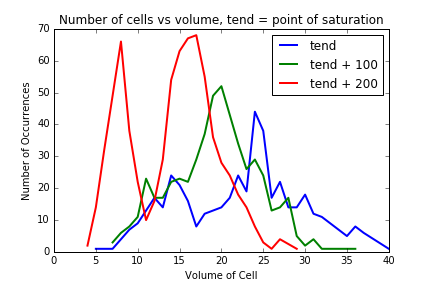 Number of cells vs volume, tend = point of saturation
70
60
50
40
30
20
10
0
Number of Occurrences
tend
tend + 100
tend + 200
0 5 10 15 20 25 30 35 40
Volume of Cell